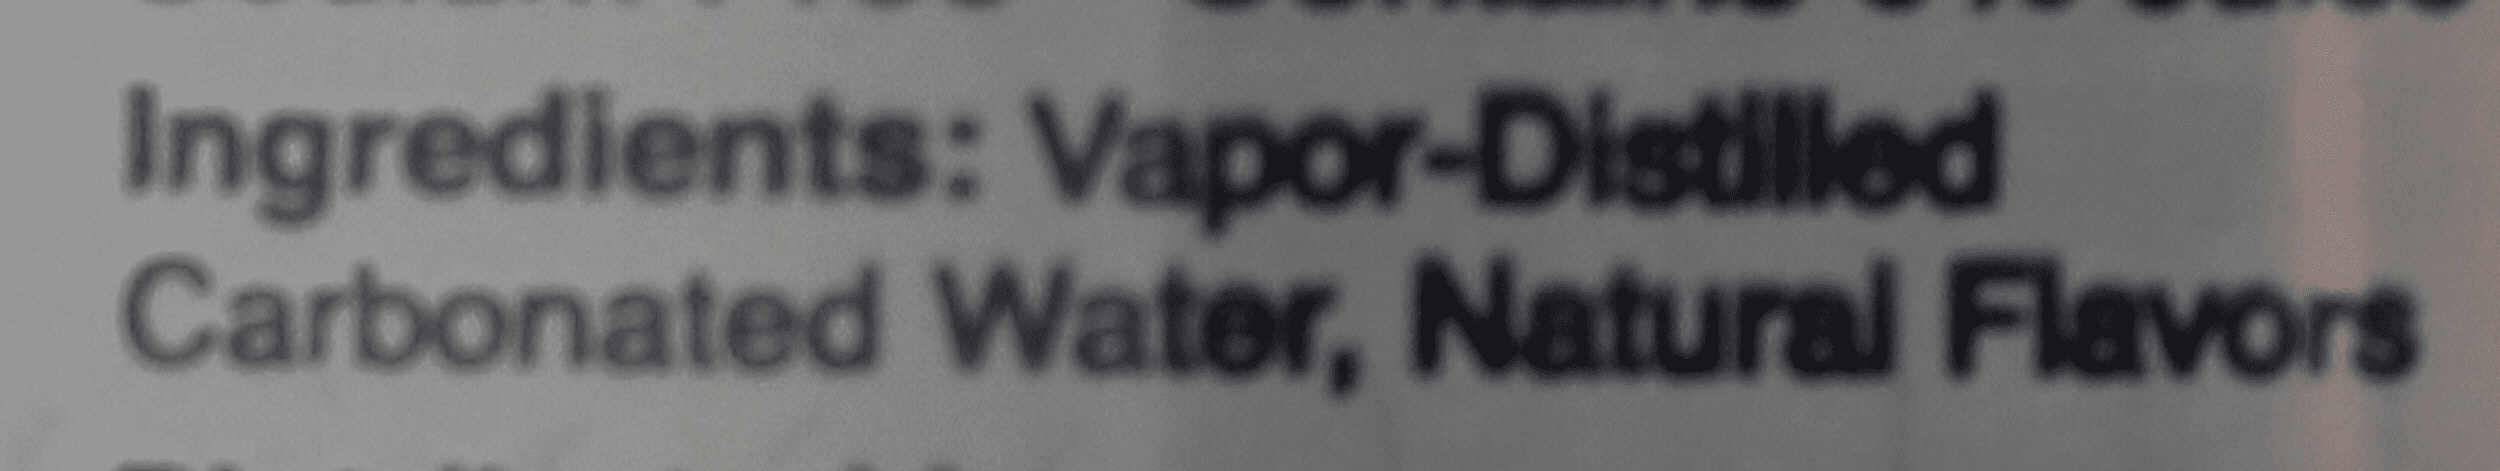 Ingredients: Vapor-Distilled
Carbonated Water, Natural Flavors